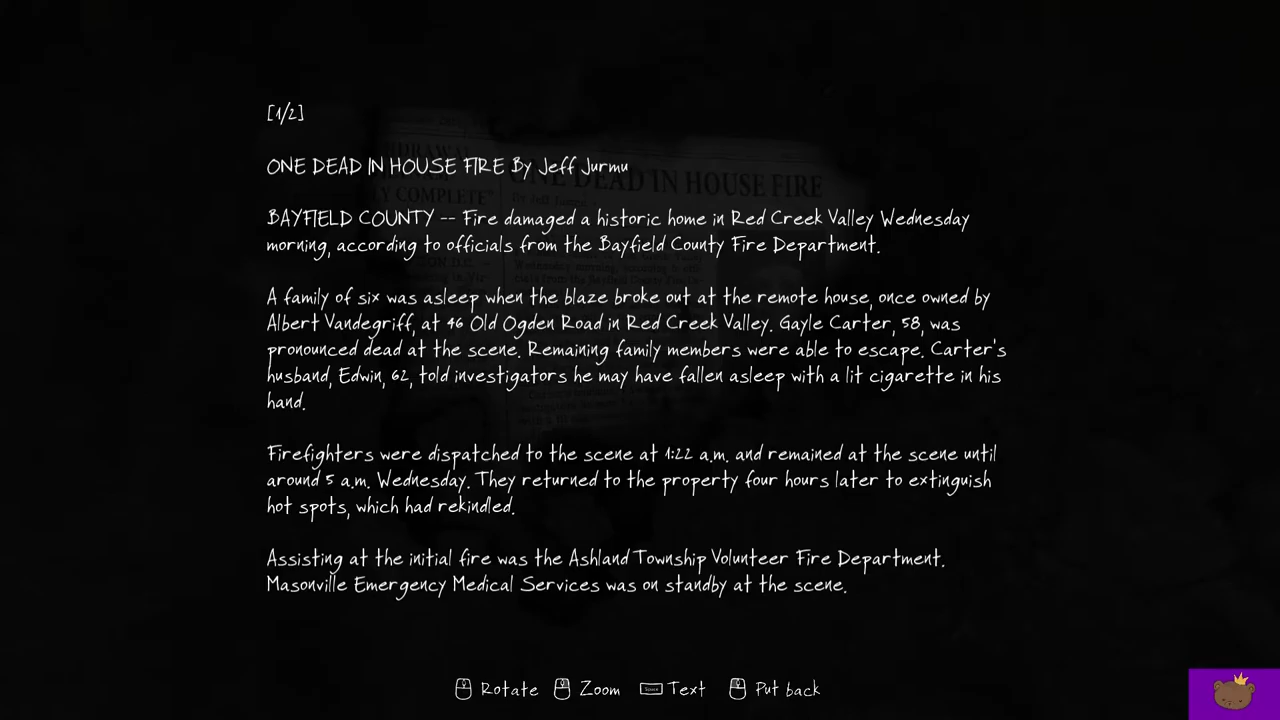 [1/2]
ONE DEAD IN HOUSE FIRE By Jeff Jurmu
BAYFIELD COUNTY -- Fire damaged a historic home in Red Creek Valley Wednesday
morning, according to officials from the Bayfield County Fire Department.
A family of six was asleep when the blaze broke out at the remote house, once owned by
Albert Vandegriff, at 46 Old Ogden Road in Red Creek Valley. Gayle Carter, 58, was
pronounced dead at the scene. Remaining family members were able to escape. Carter's
husband, Edwin, 62, told investigators he may have fallen asleep with a lit cigarette in his
hand.
Firefighters were dispatched to the scene at 1:22 a.m. and remained at the scene until
around 5 a.m. Wednesday. They returned to the property four hours later to extinguish
hot spots, which had rekindled.
Assisting at the initial fire was the Ashland Township Volunteer Fire Department.
Masonville Emergency Medical Services was on standby at the scene.
Rotate Zoom Text Put back